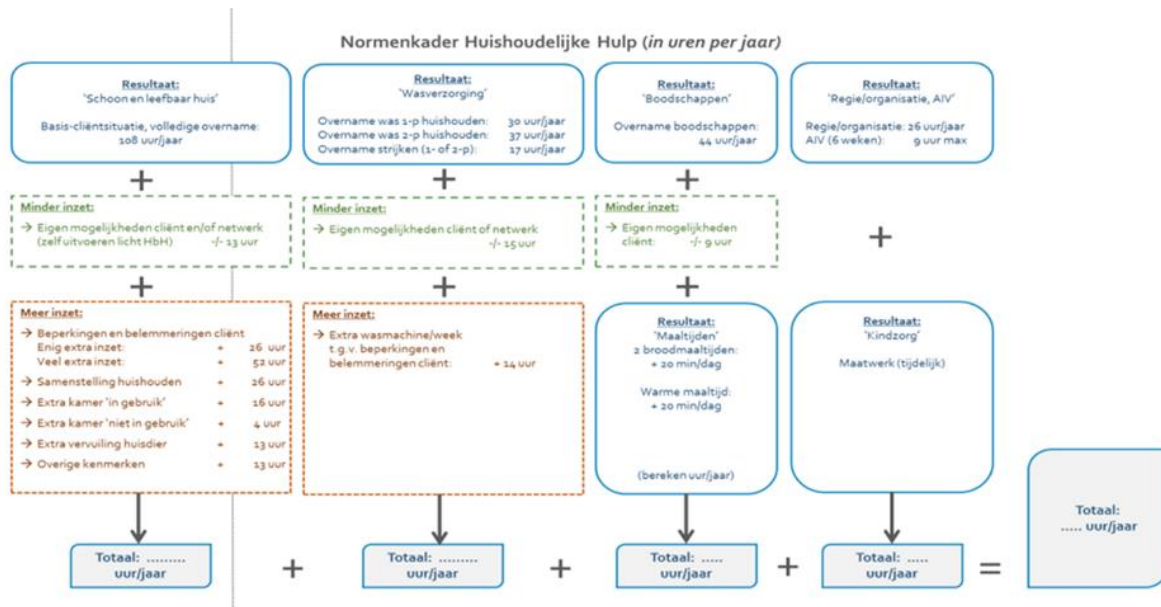 Normenkader Huishoudelijke Hulp (in uren per jaar)
Resultaat:
'Schoon en leefbaar huis'
Basis-cliëntsituatie, volledige overname:
108 uur/jaar
+
Minder inzet:
→ Eigen mogelijkheden cliënt en/of netwerk
(zelf uitvoeren licht HbH) -/- 13 uur
+
Meer inzet:
→ Beperkingen en belemmeringen cliënt
Enig extra inzet: + 26 uur
Veel extra inzet: + 52 uur
→ Samenstelling huishouden + 26 uur
→ Extra kamer 'in gebruik' + 16 uur
→ Extra kamer 'niet in gebruik' + 4 uur
→ Extra vervuiling huisdier + 13 uur
→ Overige kenmerken + 13 uur
Totaal: .........
uur/jaar
+
Resultaat:
'Wasverzorging'
Overname was 1-p huishouden: 30 uur/jaar
Overname was 2-p huishouden: 37 uur/jaar
Overname strijken (1- of 2-p): 17 uur/jaar
+
Minder inzet:
→ Eigen mogelijkheden cliënt of netwerk
-/- 15 uur
+
Meer inzet:
→ Extra wasmachine/week
t.g.v. beperkingen en
belemmeringen cliënt: + 14 uur
Totaal: .........
uur/jaar
+
Resultaat:
'Boodschappen'
Overname boodschappen:
44 uur/jaar
+
Minder inzet:
→ Eigen mogelijkheden
cliënt: -/- 9 uur
+
Resultaat:
'Maaltijden'
2 broodmaaltijden:
+ 20 min/dag
Warme maaltijd:
+ 20 min/dag
(bereken uur/jaar)
Totaal: .....
uur/jaar
+
Resultaat:
'Regie/organisatie, AIV'
Regie/organisatie: 26 uur/jaar
AIV (6 weken): 9 uur max
+
Resultaat:
'Kindzorg'
Maatwerk (tijdelijk)
Totaal: .....
uur/jaar
=
Totaal:
..... uur/jaar